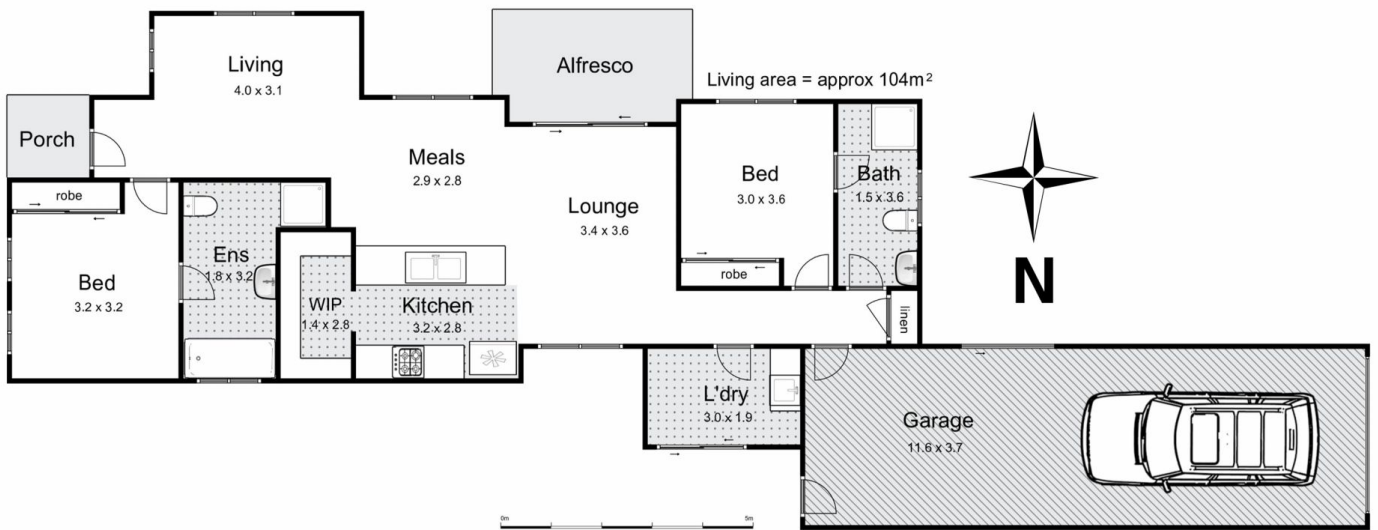 Living
4.0 x 3.1
Alfresco
Living area = approx 104m²
Porch
Meals
2.9 x 2.8
Bed
3.0 x 3.6
Bath
1.5 x 3.6
robe
Lounge
3.4 x 3.6
Ens
1.8 x 3.2
Bed
3.2 x 3.2
robe
N
WIP
1.4 x 2.8
Kitchen
3.2 x 2.8
linen
L'dry
3.0 x 1.9
Garage
11.6 x 3.7
0m
5m